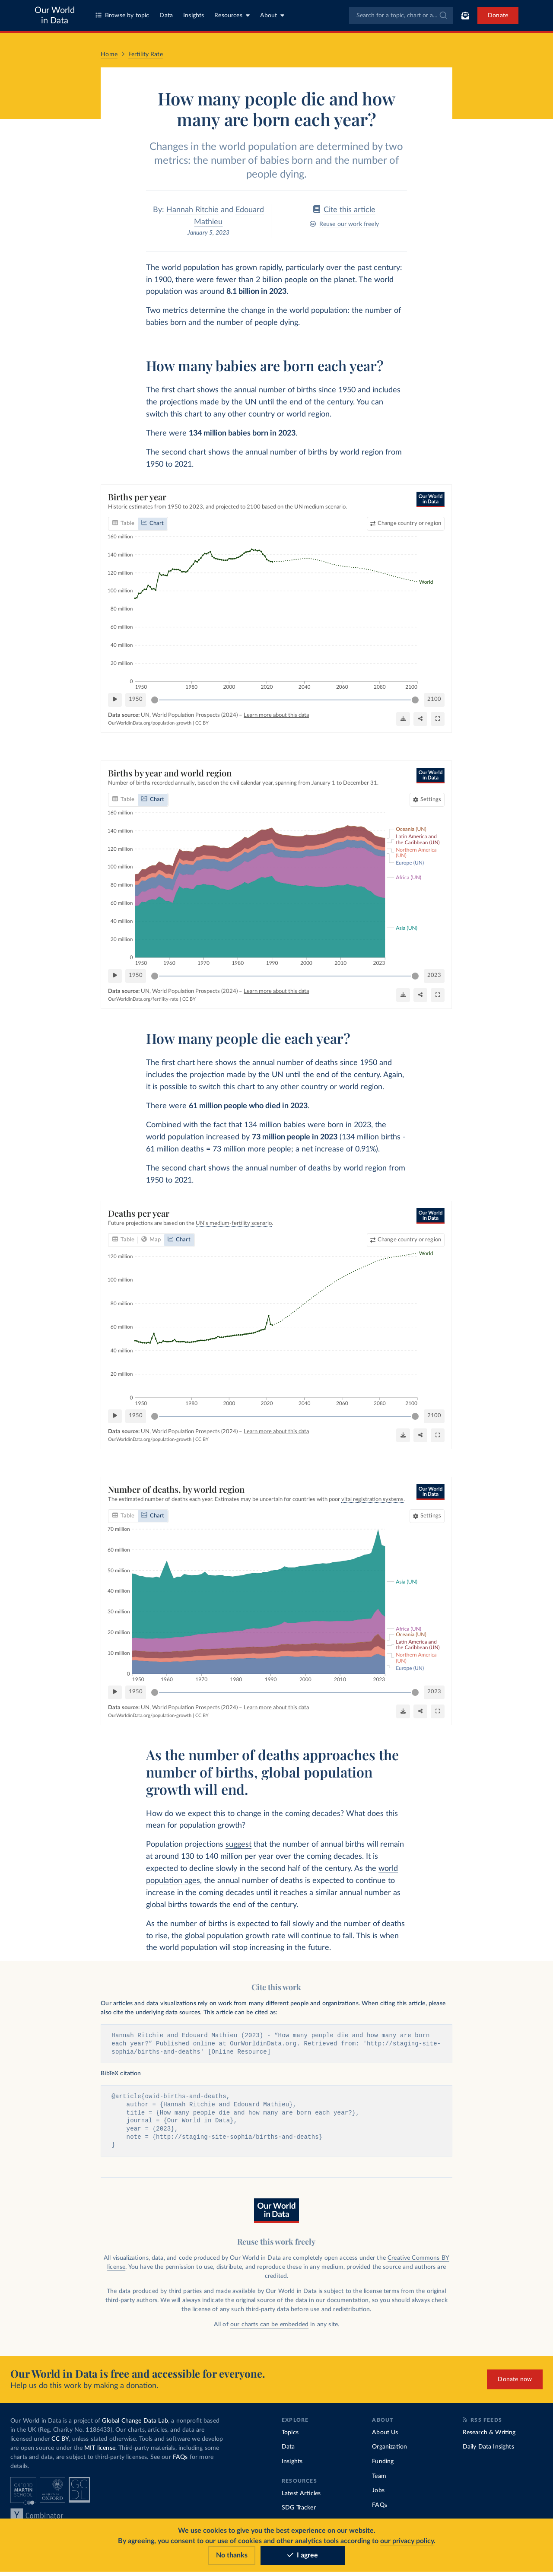 Our World
in Data
Browse by topic
Data
Insights
Resources
About
Search for a topic, chart or a...
Donate
Home > Fertility Rate
How many people die and how
many are born each year?
Changes in the world population are determined by two
metrics: the number of babies born and the number of
people dying.
By: Hannah Ritchie and Edouard
Mathieu
January 5, 2023
Cite this article
Reuse our work freely
The world population has grown rapidly, particularly over the past century:
in 1900, there were fewer than 2 billion people on the planet. The world
population was around 8.1 billion in 2023.
Two metrics determine the change in the world population: the number of
babies born and the number of people dying.
How many babies are born each year?
The first chart shows the annual number of births since 1950 and includes
the projections made by the UN until the end of the century. You can
switch this chart to any other country or world region.
There were 134 million babies born in 2023.
The second chart shows the annual number of births by world region from
1950 to 2021.
Births per year
Historic estimates from 1950 to 2023, and projected to 2100 based on the UN medium scenario.
Our World
in Data
Table
Chart
Change country or region
160 million
140 million
120 million
100 million
80 million
60 million
40 million
20 million
0
World
1950 1980 2000 2020 2040 2060 2080 2100
1950
2100
Data source: UN, World Population Prospects (2024) – Learn more about this data
OurWorldinData.org/population-growth | CC BY
Births by year and world region
Number of births recorded annually, based on the civil calendar year, spanning from January 1 to December 31.
Our World
in Data
Table
Chart
Settings
160 million
140 million
120 million
100 million
80 million
60 million
40 million
20 million
0
Oceania (UN)
Latin America and
the Caribbean (UN)
Northern America
(UN)
Europe (UN)
Africa (UN)
Asia (UN)
1950 1960 1970 1980 1990 2000 2010 2023
1950
2023
Data source: UN, World Population Prospects (2024) – Learn more about this data
OurWorldinData.org/fertility-rate | CC BY
How many people die each year?
The first chart here shows the annual number of deaths since 1950 and
includes the projection made by the UN until the end of the century. Again,
it is possible to switch this chart to any other country or world region.
There were 61 million people who died in 2023.
Combined with the fact that 134 million babies were born in 2023, the
world population increased by 73 million people in 2023 (134 million births -
61 million deaths = 73 million more people; a net increase of 0.91%).
The second chart shows the annual number of deaths by world region from
1950 to 2021.
Deaths per year
Future projections are based on the UN's medium-fertility scenario.
Our World
in Data
Table
Map
Chart
Change country or region
120 million
100 million
80 million
60 million
40 million
20 million
0
World
1950 1980 2000 2020 2040 2060 2080 2100
1950
2100
Data source: UN, World Population Prospects (2024) – Learn more about this data
OurWorldinData.org/population-growth | CC BY
Number of deaths, by world region
The estimated number of deaths each year. Estimates may be uncertain for countries with poor vital registration systems.
Our World
in Data
Table
Chart
Settings
70 million
60 million
50 million
40 million
30 million
20 million
10 million
0
Asia (UN)
Africa (UN)
Oceania (UN)
Latin America and
the Caribbean (UN)
Northern America
(UN)
Europe (UN)
1950 1960 1970 1980 1990 2000 2010 2023
1950
2023
Data source: UN, World Population Prospects (2024) – Learn more about this data
OurWorldinData.org/population-growth | CC BY
As the number of deaths approaches the
number of births, global population
growth will end.
How do we expect this to change in the coming decades? What does this
mean for population growth?
Population projections suggest that the number of annual births will remain
at around 130 to 140 million per year over the coming decades. It is
expected to decline slowly in the second half of the century. As the world
population ages, the annual number of deaths is expected to continue to
increase in the coming decades until it reaches a similar annual number as
global births towards the end of the century.
As the number of births is expected to fall slowly and the number of deaths
to rise, the global population growth rate will continue to fall. This is when
the world population will stop increasing in the future.
Cite this work
Our articles and data visualizations rely on work from many different people and organizations. When citing this article, please
also cite the underlying data sources. This article can be cited as:
Hannah Ritchie and Edouard Mathieu (2023) - “How many people die and how many are born
each year?” Published online at OurWorldinData.org. Retrieved from: 'http://staging-site-
sophia/births-and-deaths' [Online Resource]
BibTeX citation
@article{owid-births-and-deaths,
author = {Hannah Ritchie and Edouard Mathieu},
title = {How many people die and how many are born each year?},
journal = {Our World in Data},
year = {2023},
note = {http://staging-site-sophia/births-and-deaths}
}
Our World
in Data
Reuse this work freely
All visualizations, data, and code produced by Our World in Data are completely open access under the Creative Commons BY
license. You have the permission to use, distribute, and reproduce these in any medium, provided the source and authors are
credited.
The data produced by third parties and made available by Our World in Data is subject to the license terms from the original
third-party authors. We will always indicate the original source of the data in our documentation, so you should always check
the license of any such third-party data before use and redistribution.
All of our charts can be embedded in any site.
Our World in Data is free and accessible for everyone.
Help us do this work by making a donation.
Donate now
Our World in Data is a project of Global Change Data Lab, a nonprofit based
in the UK (Reg. Charity No. 1186433). Our charts, articles, and data are
licensed under CC BY, unless stated otherwise. Tools and software we develop
are open source under the MIT license. Third-party materials, including some
charts and data, are subject to third-party licenses. See our FAQs for more
details.
OXFORD
MARTIN
SCHOOL
UNIVERSITY OF
OXFORD
GC
DL
Y Combinator
EXPLORE
Topics
Data
Insights
RESOURCES
Latest Articles
SDG Tracker
ABOUT
About Us
Organization
Funding
Team
Jobs
FAQs
RSS FEEDS
Research & Writing
Daily Data Insights
We use cookies to give you the best experience on our website.
By agreeing, you consent to our use of cookies and other analytics tools according to our privacy policy.
No thanks
I agree